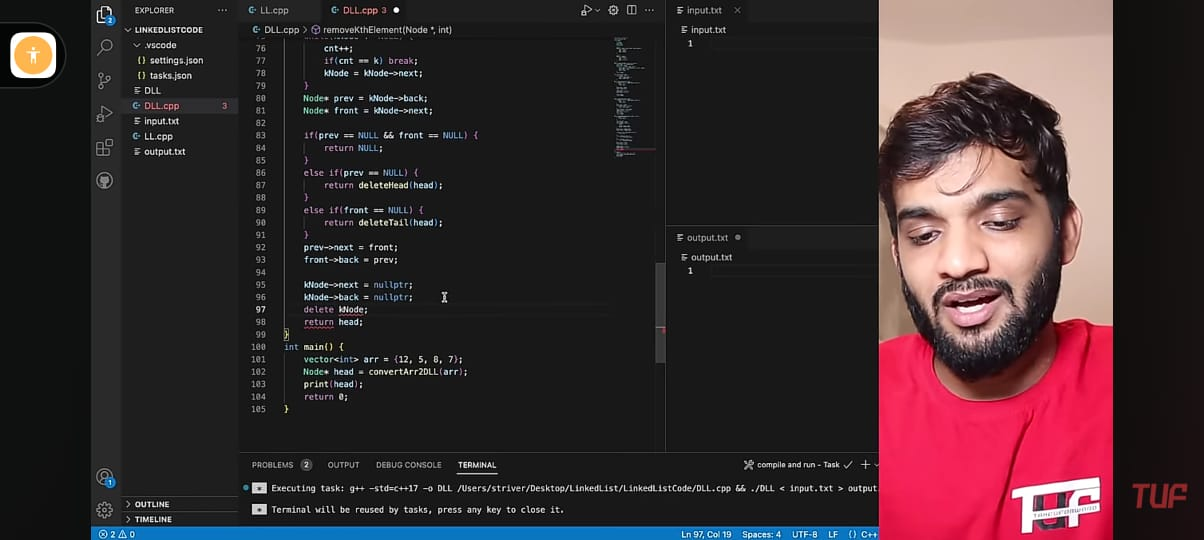 EXPLORER
LINKEDLISTCODE
.vscode
{} settings.json
{} tasks.json
DLL
DLL.cpp 3
input.txt
LL.cpp
output.txt
OUTLINE
TIMELINE
LL.cpp
DLL.cpp 3
DLL.cpp > removeKthElement(Node *, int)
76 cnt++;
77 if(cnt == k) break;
78 kNode = kNode->next;
79 }
80 Node* prev = kNode->back;
81 Node* front = kNode->next;
82
83 if(prev == NULL && front == NULL) {
84 return NULL;
85 }
86 else if(prev == NULL) {
87 return deleteHead(head);
88 }
89 else if(front == NULL) {
90 return deleteTail(head);
91 }
92 prev->next = front;
93 front->back = prev;
94
95 kNode->next = nullptr;
96 kNode->back = nullptr;
97 delete kNode;
98 return head;
99 }
100 int main() {
101 vector<int> arr = {12, 5, 8, 7};
102 Node* head = convertArr2DLL(arr);
103 print(head);
104 return 0;
105 }
input.txt
input.txt
1
output.txt
output.txt
1
PROBLEMS 2 OUTPUT DEBUG CONSOLE TERMINAL
compile and run - Task
* Executing task: g++ -std=c++17 -o DLL /Users/striver/Desktop/LinkedList/LinkedListCode/DLL.cpp && ./DLL < input.txt > output.
* Terminal will be reused by tasks, press any key to close it.
2 0
Ln 97, Col 19 Spaces: 4 UTF-8 LF {} C++
TUF
TAKEUFORWARD
TUF